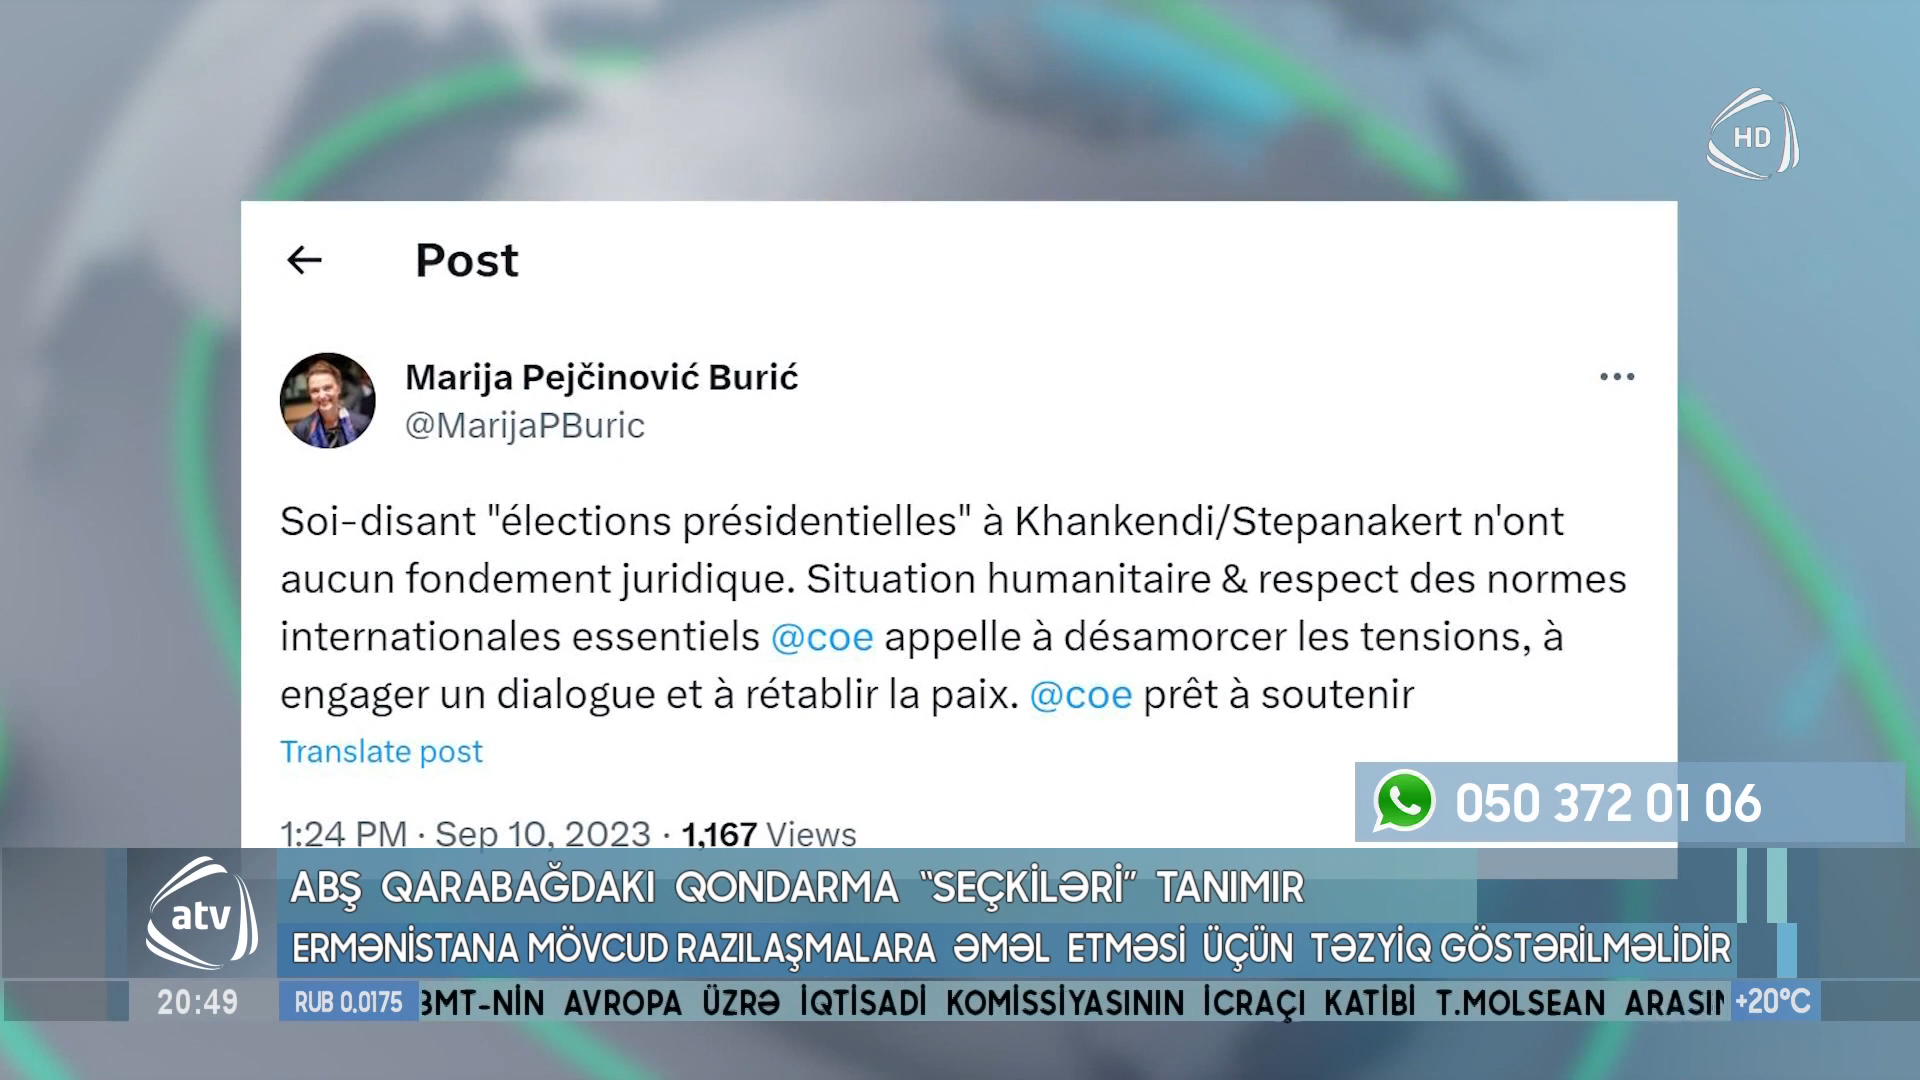 HD
Post
Marija Pejčinović Burić
@MarijaPBuric
Soi-disant "élections présidentielles" à Khankendi/Stepanakert n'ont
aucun fondement juridique. Situation humanitaire & respect des normes
internationales essentiels @coe appelle à désamorcer les tensions, à
engager un dialogue et à rétablir la paix. @coe prêt à soutenir
Translate post
1:24 PM · Sep 10, 2023 · 1,167 Views
050 372 01 06
atv
ABŞ QARABAĞDAKI QONDARMA “SEÇKİLƏRİ” TANIMIR
ERMƏNİSTANA MÖVCUD RAZILAŞMALARA ƏMƏL ETMƏSİ ÜÇÜN TƏZYİQ GÖSTƏRİLMƏLİDİR
20:49 RUB 0.0175 BMT-NİN AVROPA ÜZRƏ İQTİSADİ KOMİSSİYASININ İCRAÇI KATİBİ T.MOLSEAN ARASIN +20°C